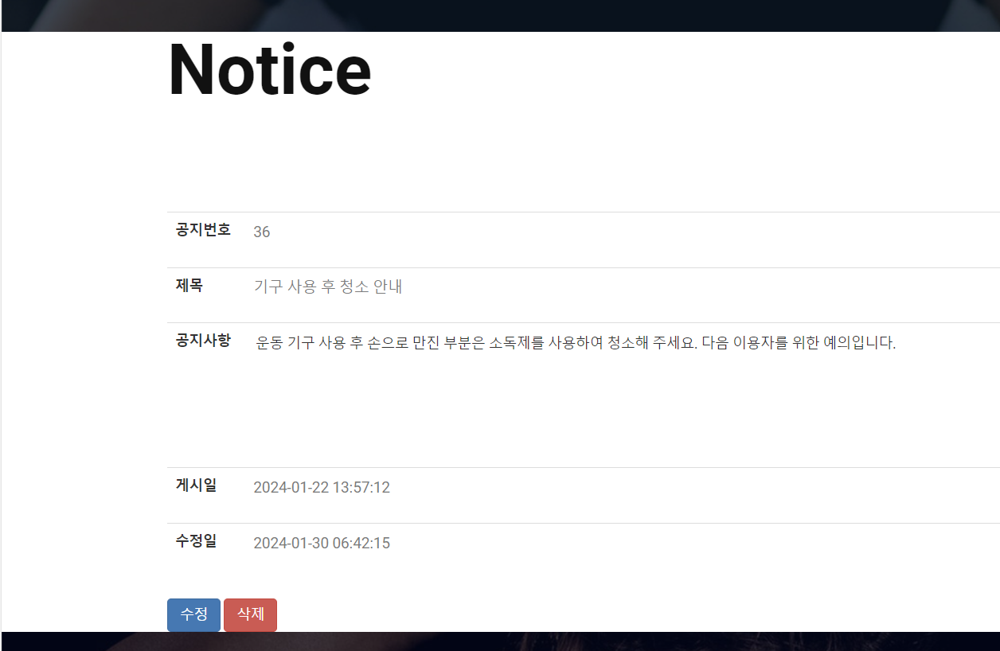 Notice
공지번호 36
제목 기구 사용 후 청소 안내
공지사항 운동 기구 사용 후 손으로 만진 부분은 소독제를 사용하여 청소해 주세요. 다음 이용자를 위한 예의입니다.
게시일 2024-01-22 13:57:12
수정일 2024-01-30 06:42:15
수정 삭제